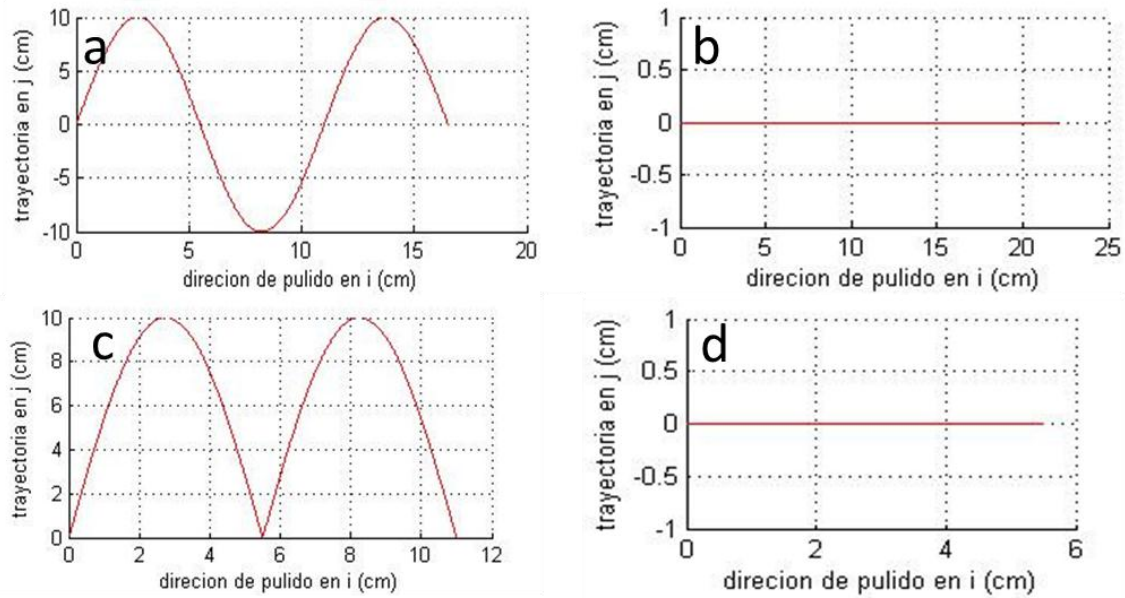 a
trayectoria en j (cm)
10
5
0
-5
-10
0 5 10 15 20
direcion de pulido en i (cm)
b
trayectoria en j (cm)
1
0.5
0
-0.5
-1
0 5 10 15 20 25
direcion de pulido en i (cm)
c
trayectoria en j (cm)
10
8
6
4
2
0
0 2 4 6 8 10 12
direcion de pulido en i (cm)
d
trayectoria en j (cm)
1
0.5
0
-0.5
-1
0 2 4 6
direcion de pulido en i (cm)